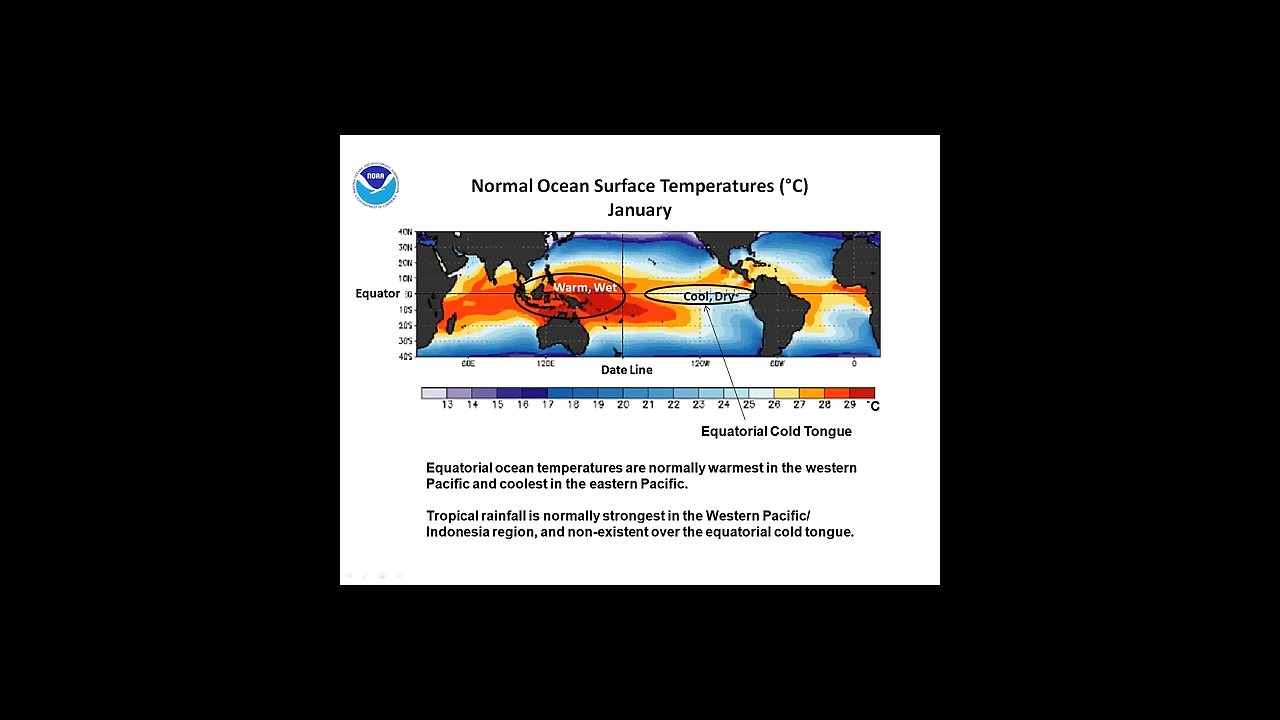 NOAA
Normal Ocean Surface Temperatures (°C)
January
40N
30N
20N
10N
Equator
10S
20S
30S
40S
Warm, Wet
Cool, Dry
60E 120E 120W 60W 0
Date Line
13 14 15 16 17 18 19 20 21 22 23 24 25 26 27 28 29 °C
Equatorial Cold Tongue
Equatorial ocean temperatures are normally warmest in the western
Pacific and coolest in the eastern Pacific.
Tropical rainfall is normally strongest in the Western Pacific/
Indonesia region, and non-existent over the equatorial cold tongue.